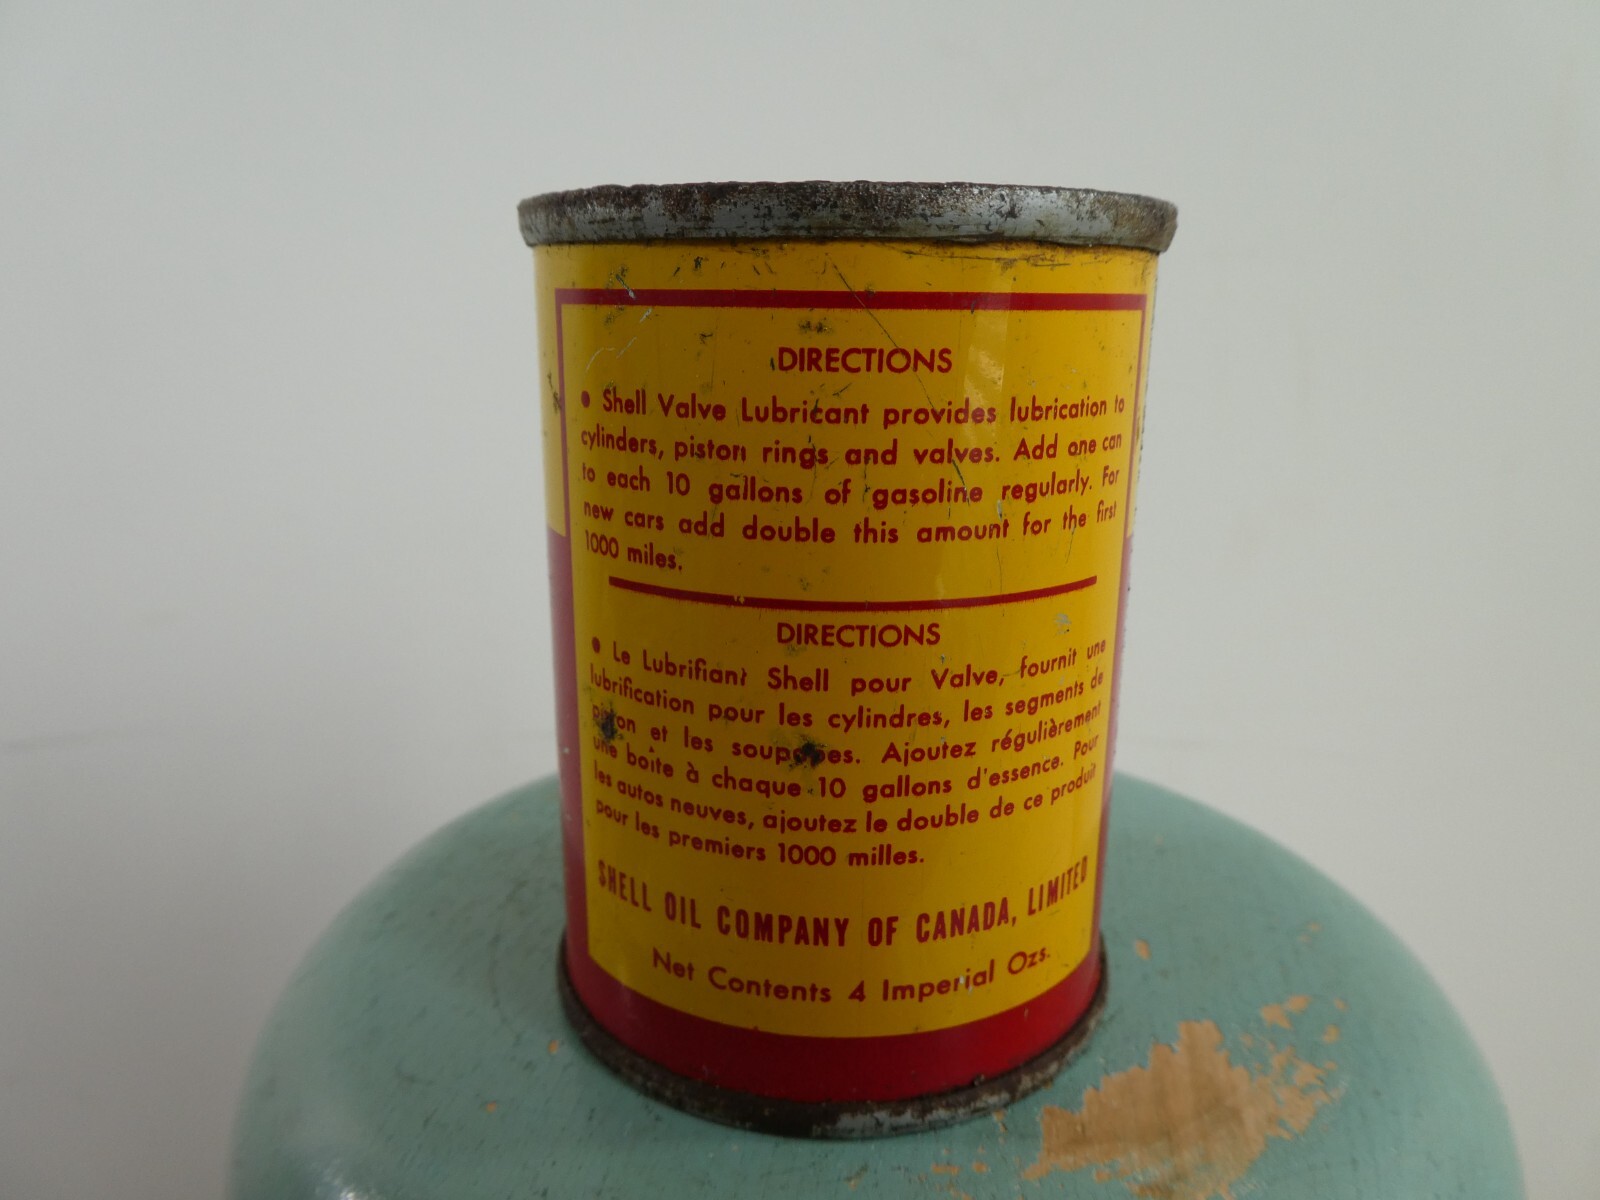 DIRECTIONS
• Shell Valve Lubricant provides lubrication to
cylinders, piston rings and valves. Add one can
to each 10 gallons of gasoline regularly. For
new cars add double this amount for the first
1000 miles.
DIRECTIONS
• Le Lubrifiant Shell pour Valve, fournit une
lubrification pour les cylindres, les segments de
piston et les soupapes. Ajoutez régulièrement
une boîte à chaque 10 gallons d'essence. Pour
les autos neuves, ajoutez le double de ce produit
pour les premiers 1000 milles.
SHELL OIL COMPANY OF CANADA, LIMITED
Net Contents 4 Imperial Ozs.